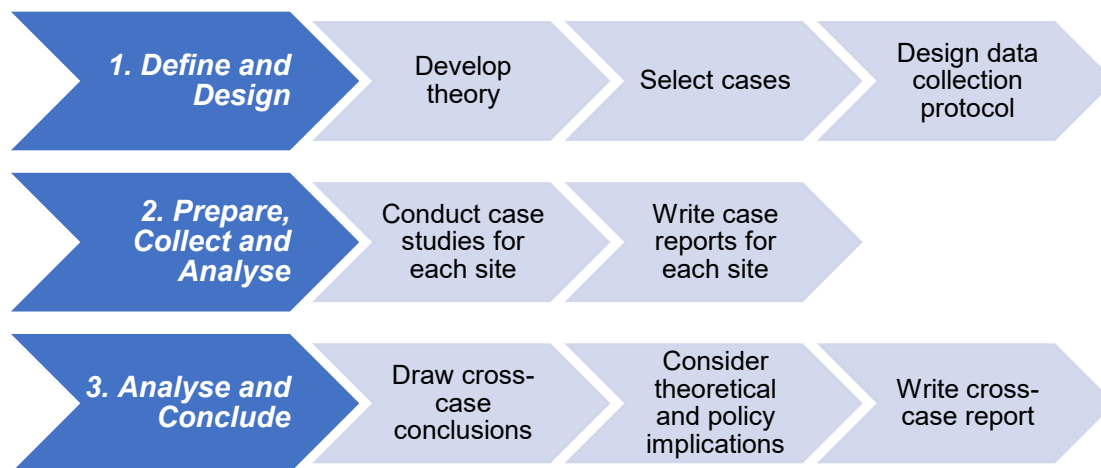 1. Define and
Design
Develop
theory
Select cases
Design data
collection
protocol
2. Prepare,
Collect and
Analyse
Conduct case
studies for
each site
Write case
reports for
each site
3. Analyse and
Conclude
Draw cross-
case
conclusions
Consider
theoretical
and policy
implications
Write cross-
case report